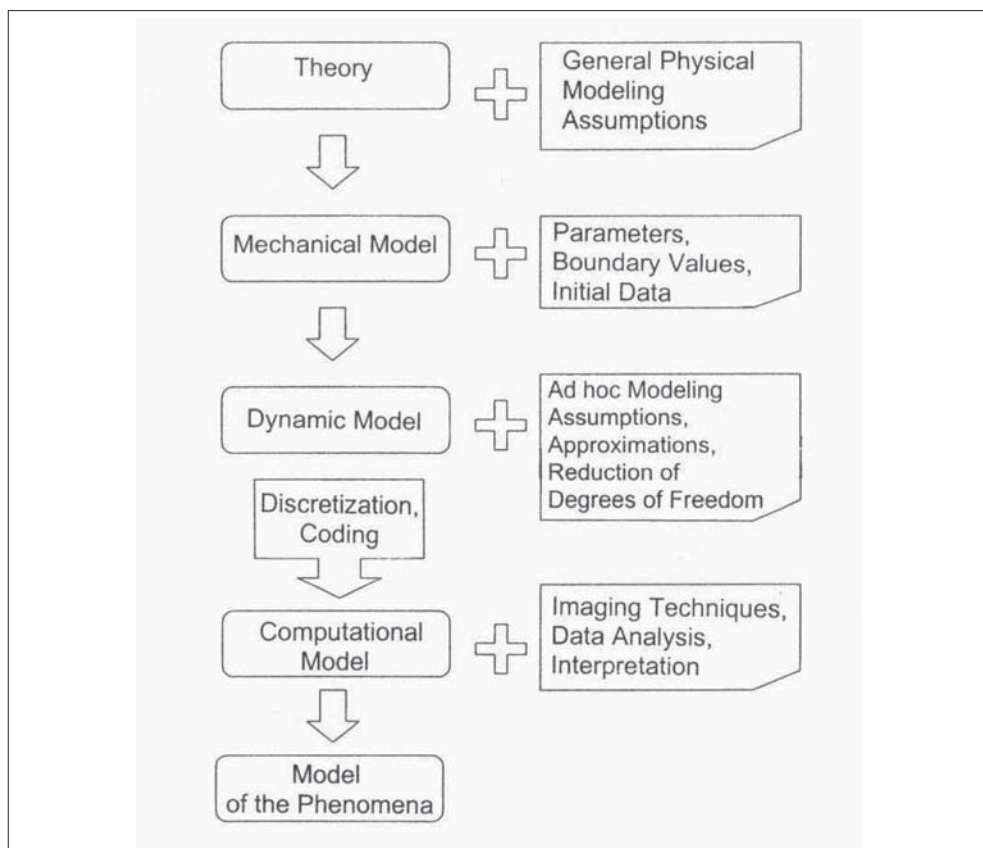 Theory
General Physical
Modeling
Assumptions
Mechanical Model
Parameters,
Boundary Values,
Initial Data
Dynamic Model
Ad hoc Modeling
Assumptions,
Approximations,
Reduction of
Degrees of Freedom
Discretization,
Coding
Computational
Model
Imaging Techniques,
Data Analysis,
Interpretation
Model
of the Phenomena